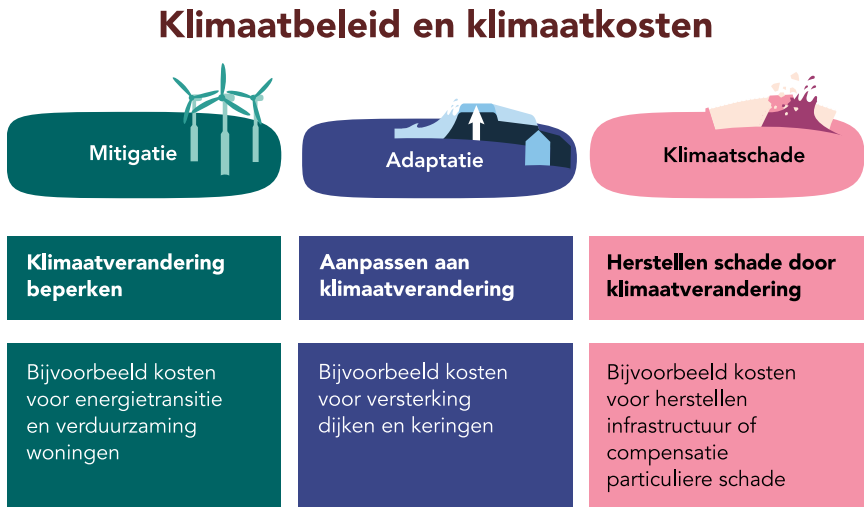 Klimaatbeleid en klimaatkosten
Mitigatie
Adaptatie
Klimaatschade
Klimaatverandering
beperken
Aanpassen aan
klimaatverandering
Herstellen schade door
klimaatverandering
Bijvoorbeeld kosten
voor energietransitie
en verduurzaming
woningen
Bijvoorbeeld kosten
voor versterking
dijken en keringen
Bijvoorbeeld kosten
voor herstellen
infrastructuur of
compensatie
particuliere schade